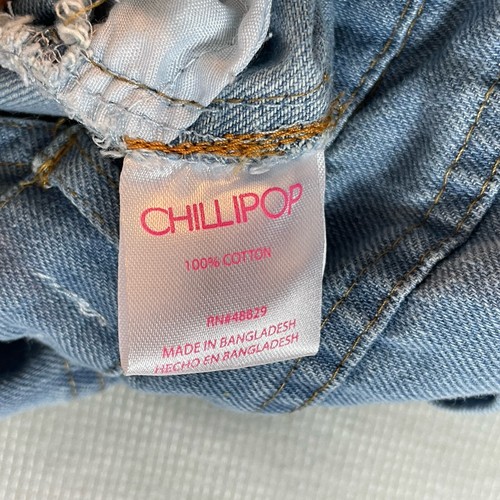 CHILLIPOP
100% COTTON
RN#48829
MADE IN BANGLADESH
HECHO EN BANGLADESH